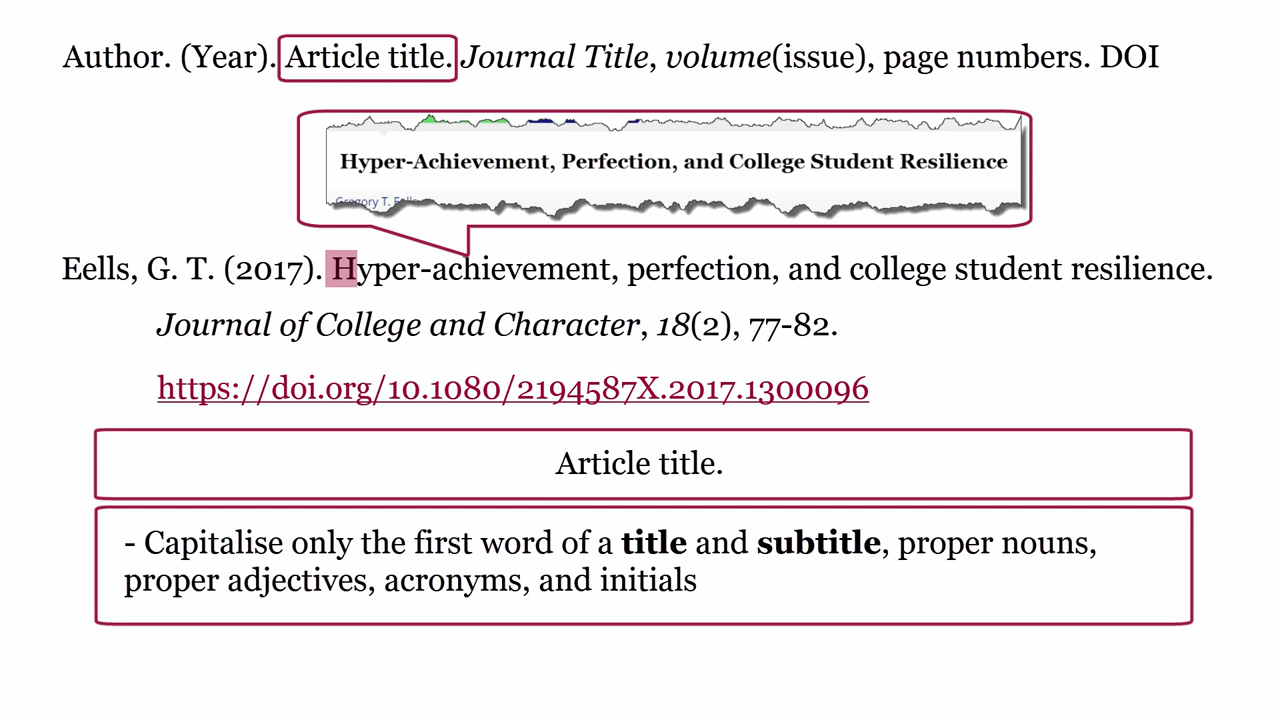 Author. (Year). Article title. Journal Title, volume(issue), page numbers. DOI
Hyper-Achievement, Perfection, and College Student Resilience
Gregory T.
Eells, G. T. (2017). Hyper-achievement, perfection, and college student resilience.
Journal of College and Character, 18(2), 77-82.
https://doi.org/10.1080/2194587X.2017.1300096
Article title.
- Capitalise only the first word of a title and subtitle, proper nouns,
proper adjectives, acronyms, and initials